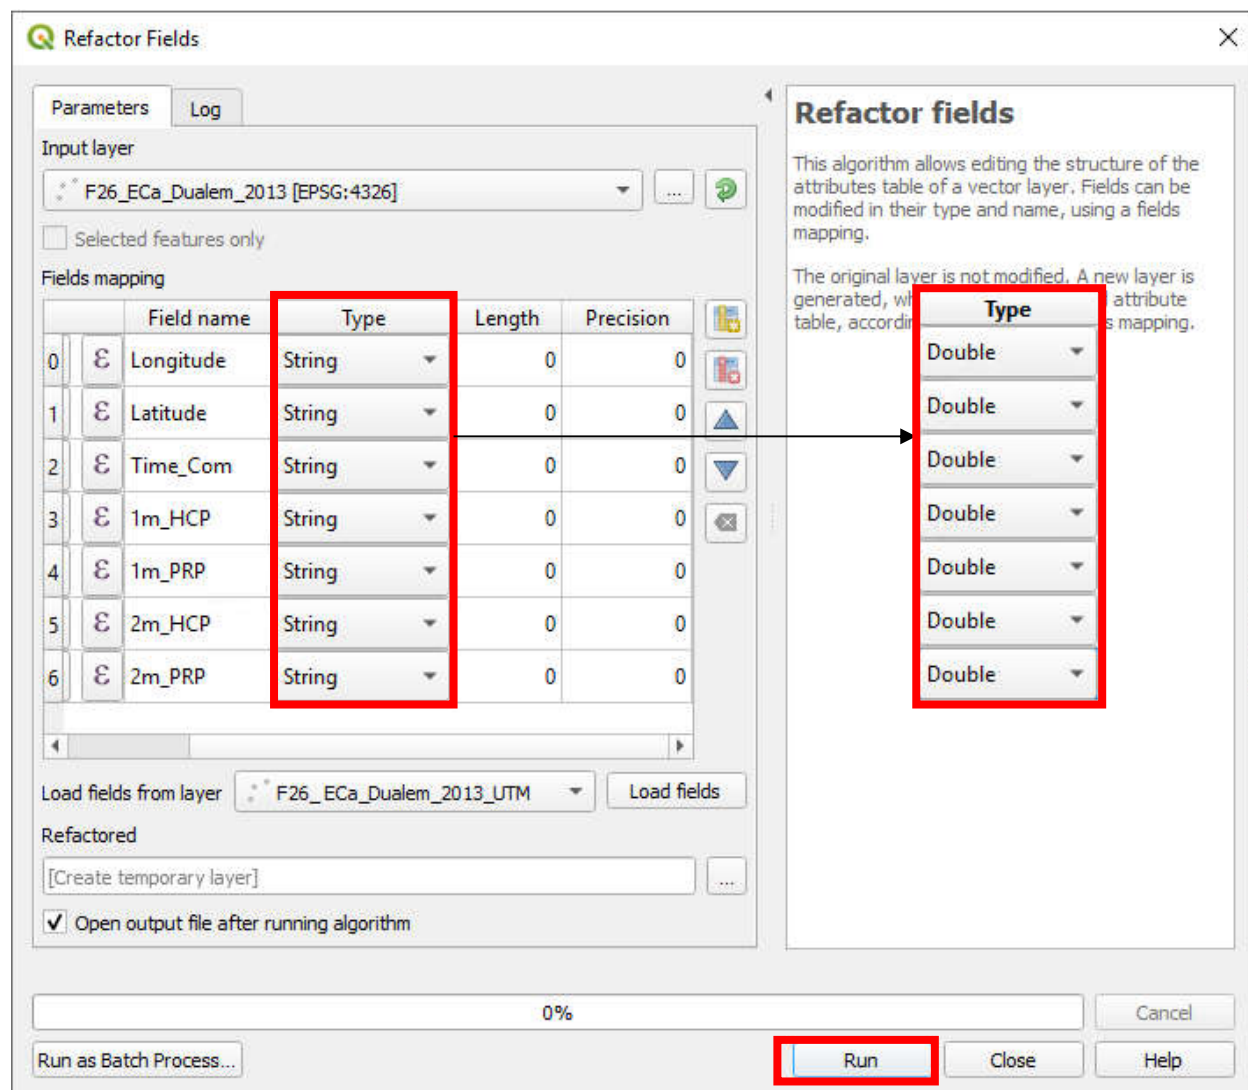 Refactor Fields
Parameters
Log
Input layer
F26_ECa_Dualem_2013 [EPSG:4326]
...
Selected features only
Fields mapping
Field name Type Length Precision
0 ε Longitude String 0 0
1 ε Latitude String 0 0
2 ε Time_Com String 0 0
3 ε 1m_HCP String 0 0
4 ε 1m_PRP String 0 0
5 ε 2m_HCP String 0 0
6 ε 2m_PRP String 0 0
Load fields from layer F26_ECa_Dualem_2013_UTM Load fields
Refactored
[Create temporary layer]
...
Open output file after running algorithm
Refactor fields
This algorithm allows editing the structure of the
attributes table of a vector layer. Fields can be
modified in their type and name, using a fields
mapping.
The original layer is not modified. A new layer is
generated, attribute
table, mapping.
Type
Double
Double
Double
Double
Double
Double
Double
0%
Cancel
Run as Batch Process...
Run
Close
Help